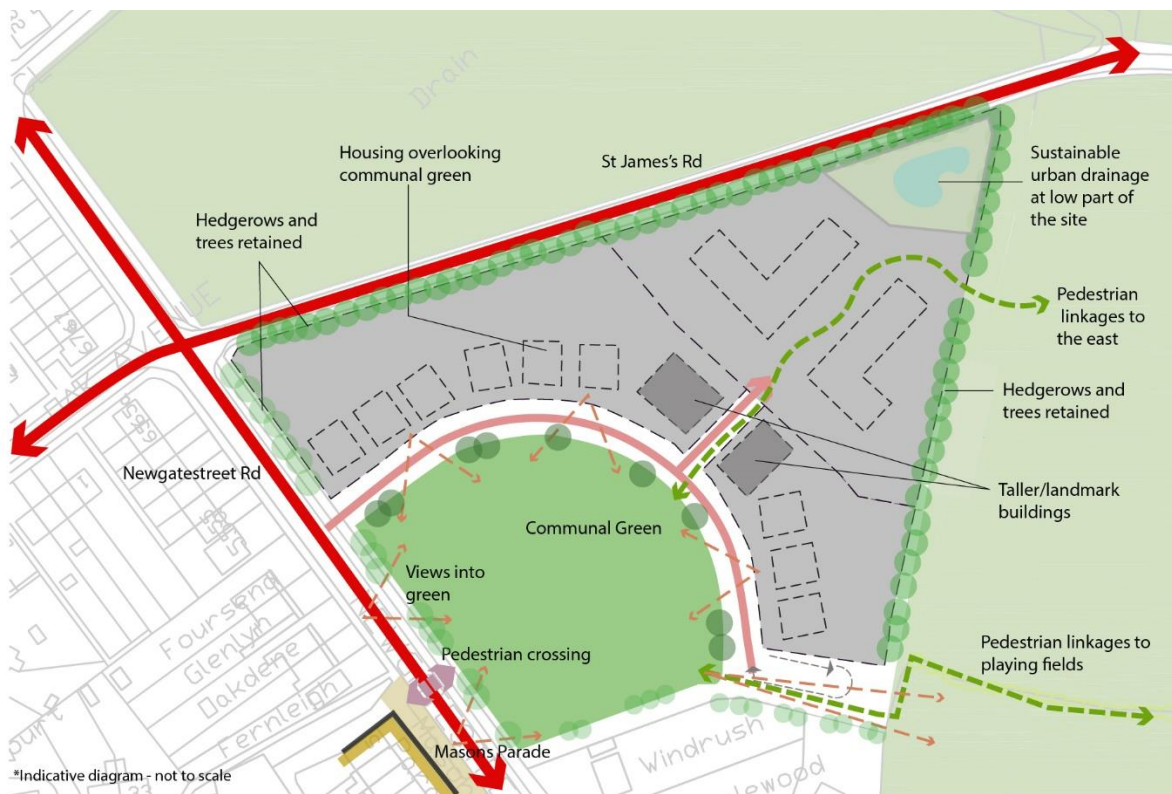 Drain
Housing overlooking
communal green
St James's Rd
Sustainable
urban drainage
at low part of
the site
Hedgerows and
trees retained
AVENUE
Pedestrian
linkages to
the east
Hedgerows and
trees retained
Newgatestreet Rd
Taller/landmark
buildings
Communal Green
Views into
green
Foursend
Glenlyn
Oakdene
Fernleigh
Pedestrian crossing
Pedestrian linkages to
playing fields
Masons Parade
Windrush
*Indicative diagram - not to scale
33